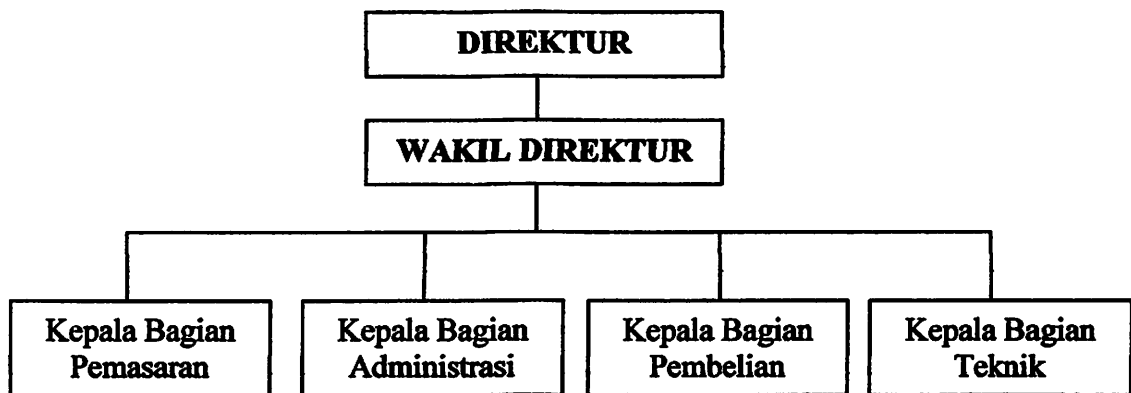 DIREKTUR
WAKIL DIREKTUR
Kepala Bagian
Pemasaran
Kepala Bagian
Administrasi
Kepala Bagian
Pembelian
Kepala Bagian
Teknik